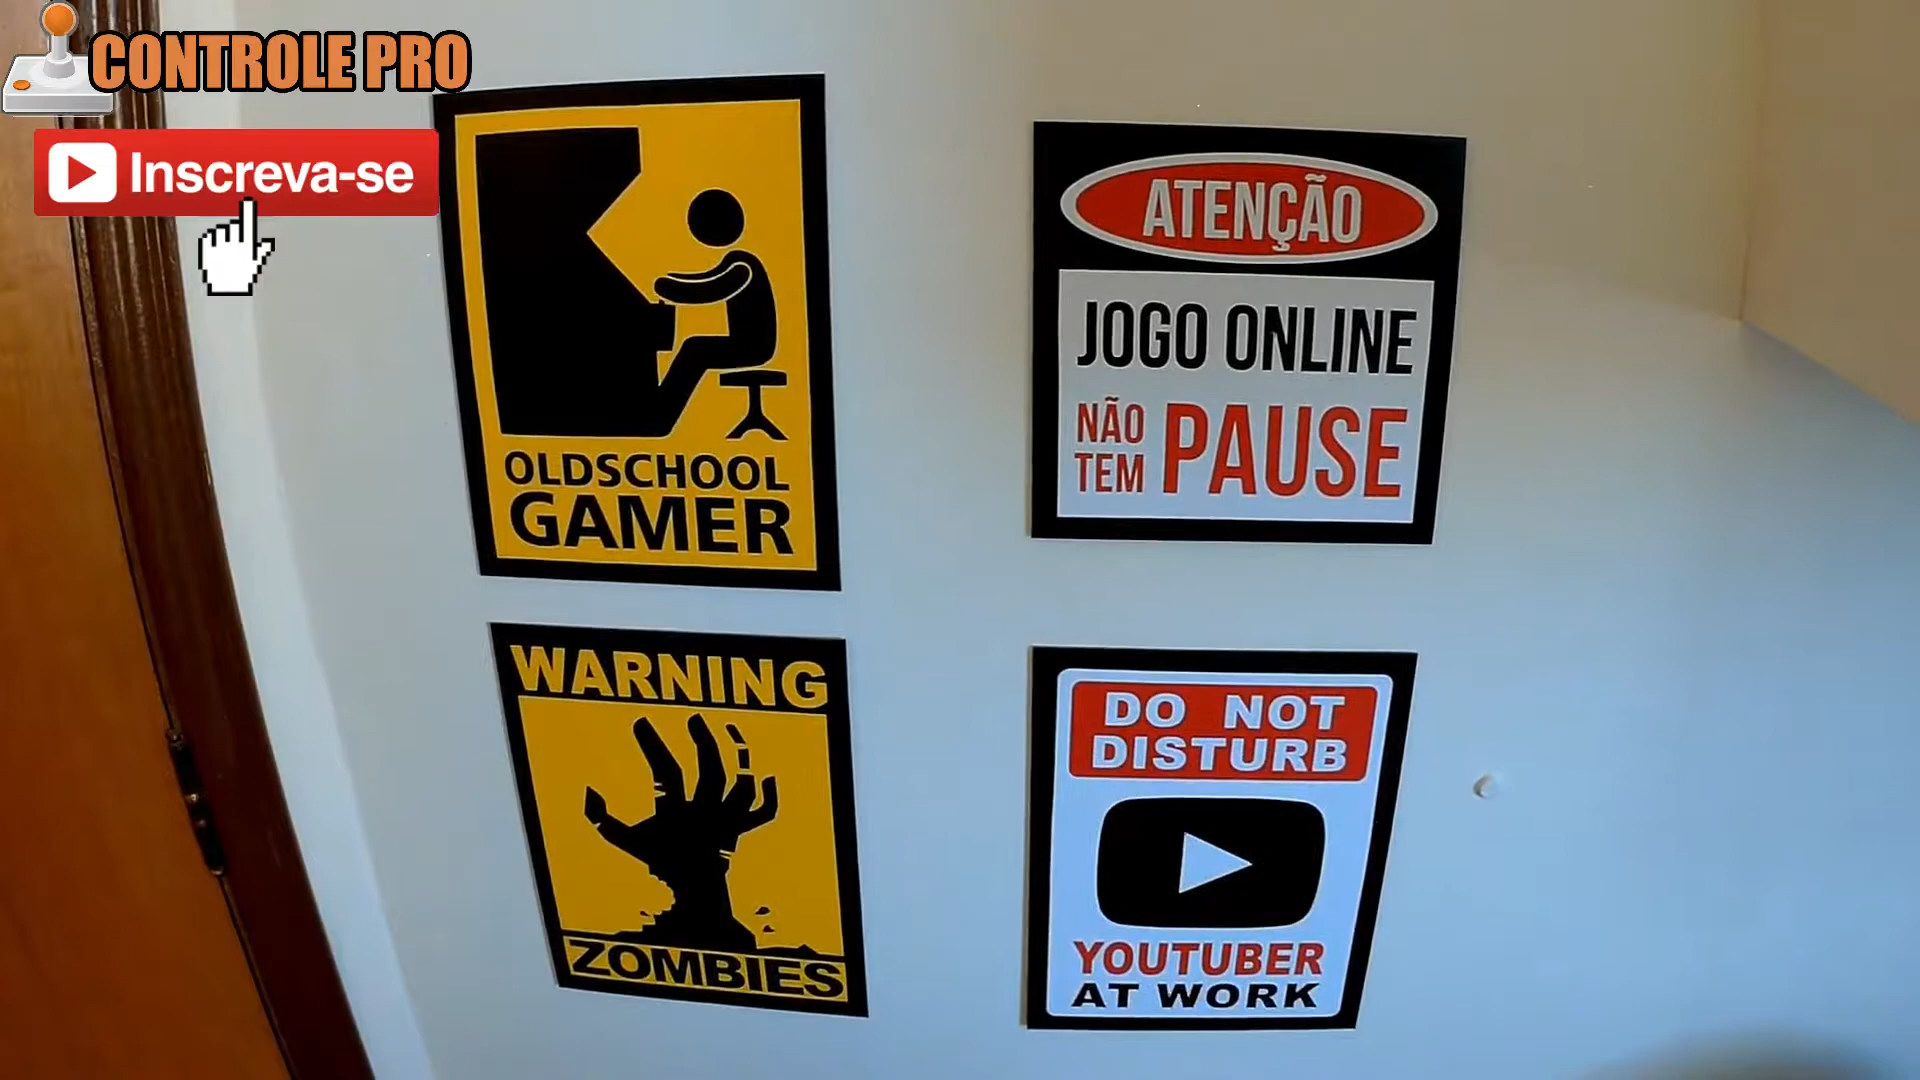 CONTROLE PRO
Inscreva-se
OLDSCHOOL
GAMER
ATENÇÃO
JOGO ONLINE
NÃO
TEM PAUSE
WARNING
ZOMBIES
DO NOT
DISTURB
YOUTUBER
AT WORK